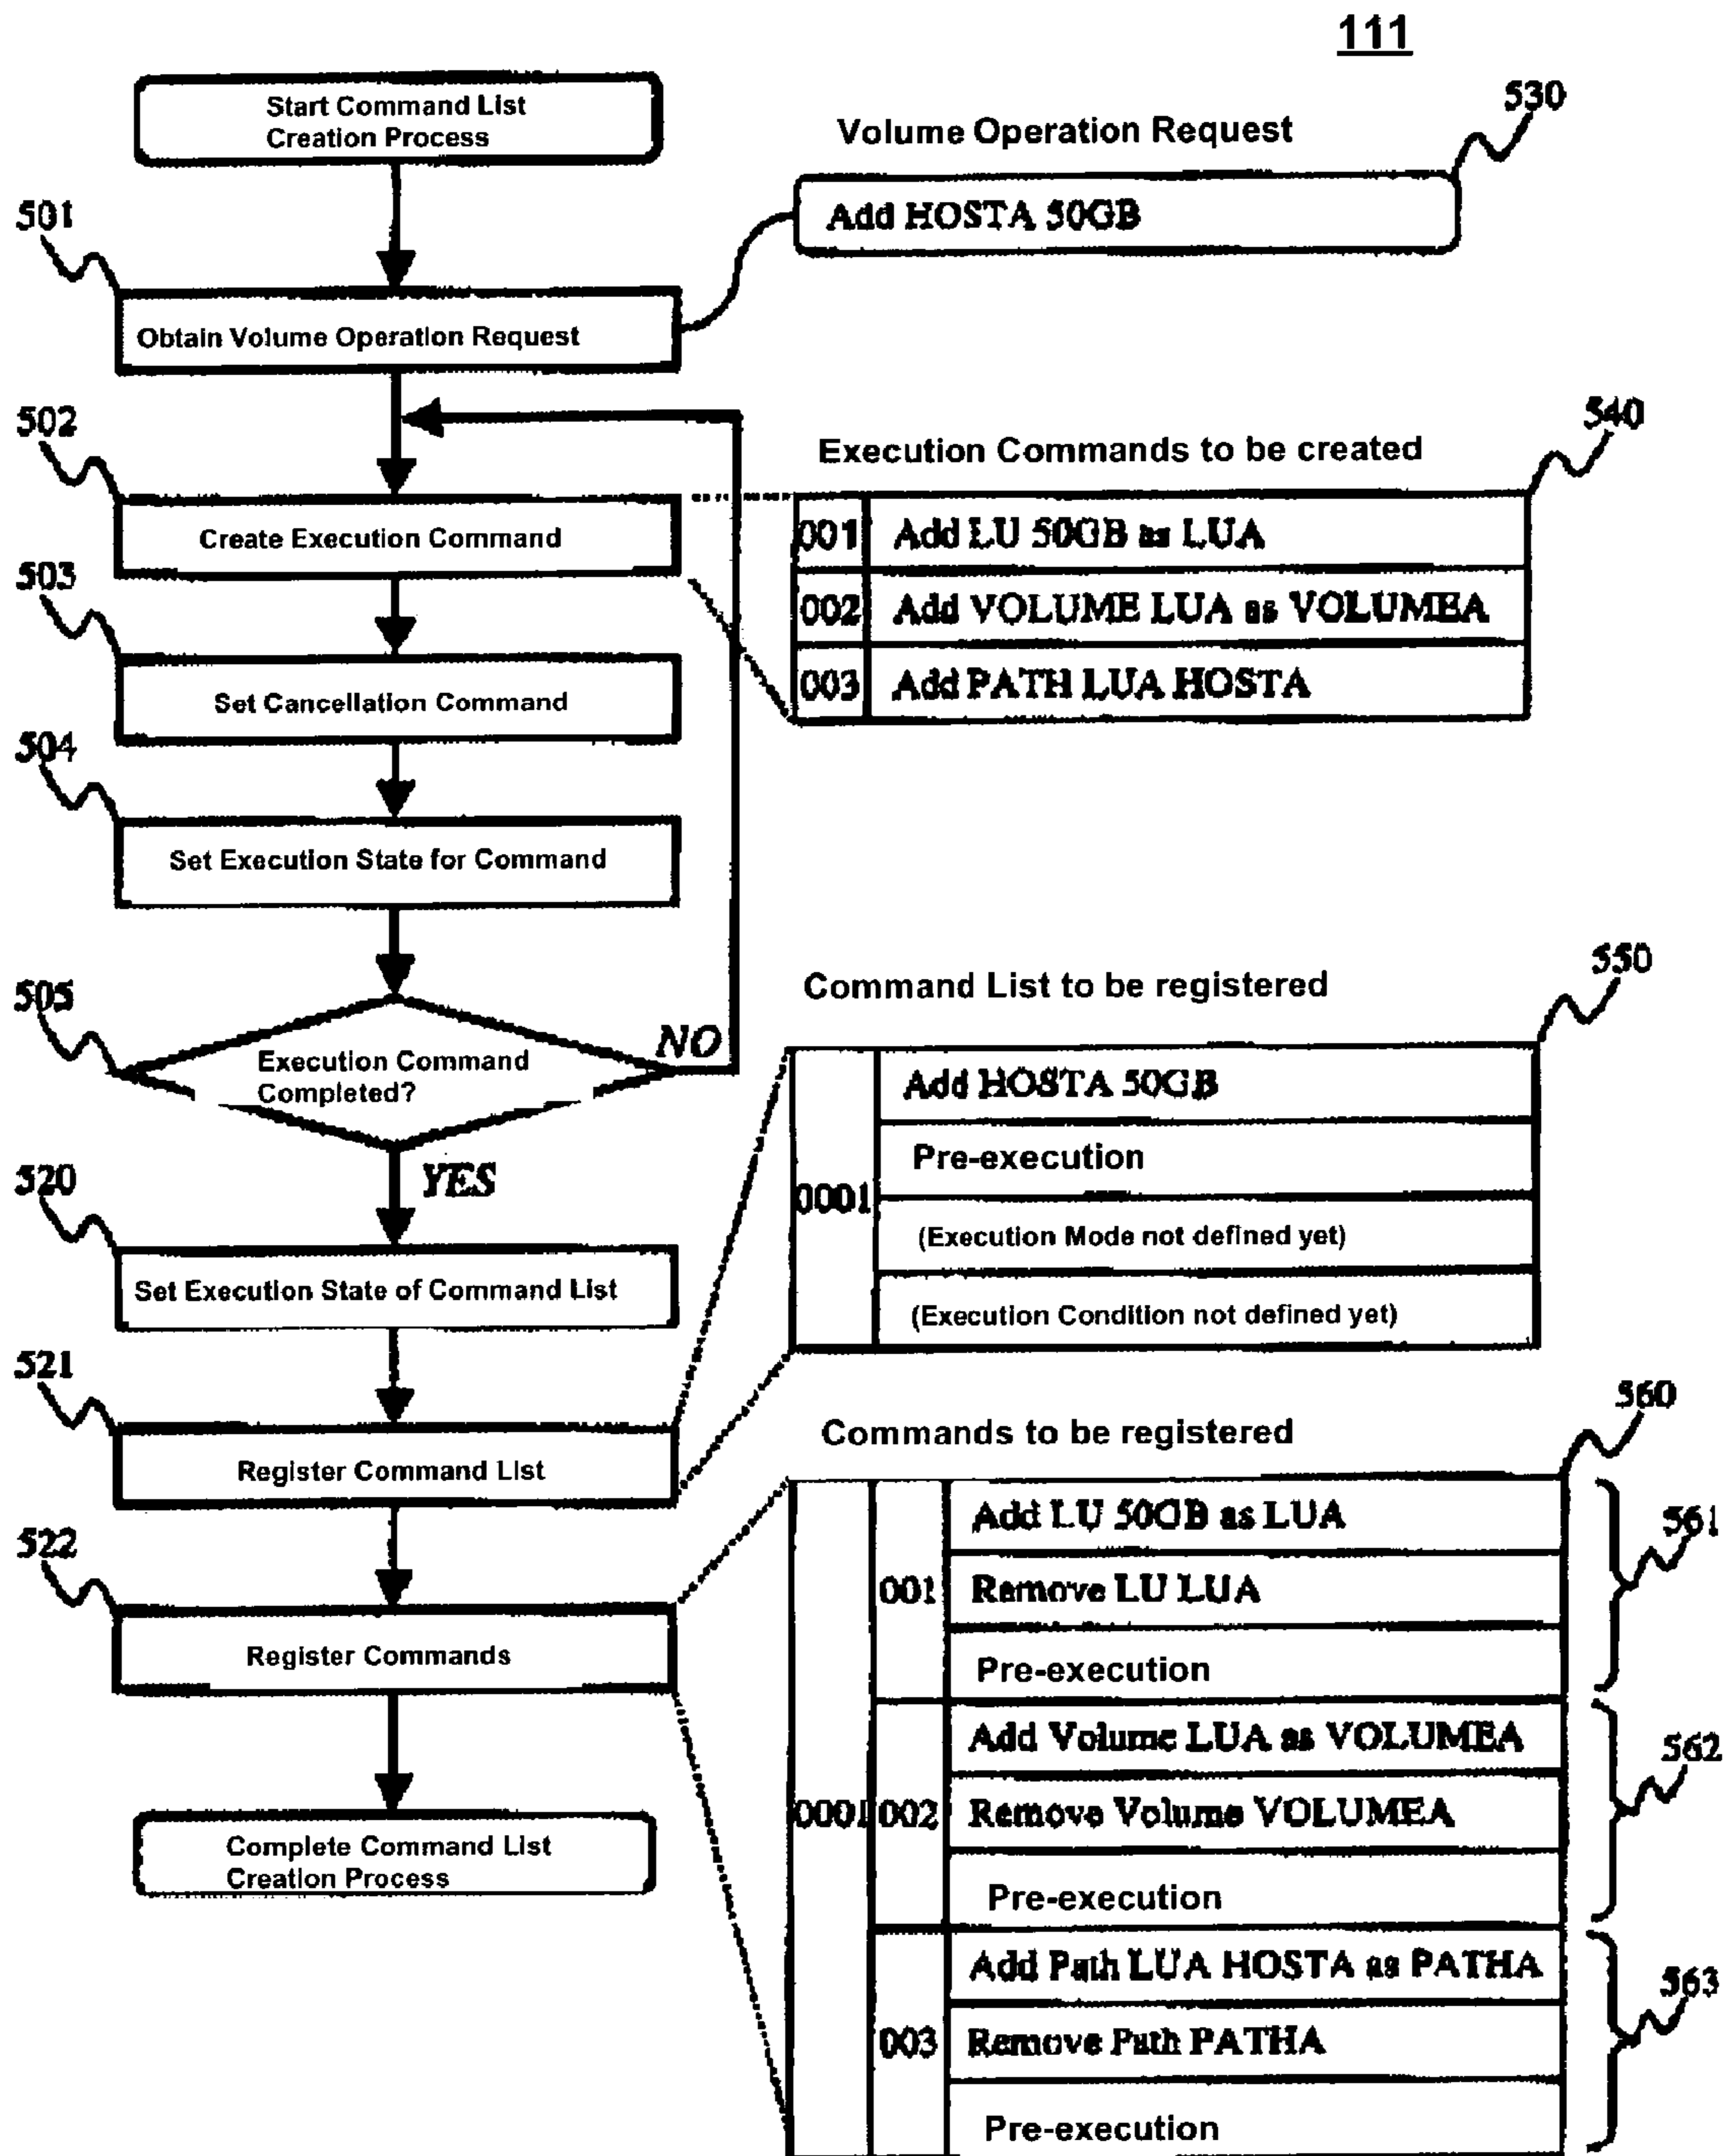 111
Start Command List
Creation Process
530
Volume Operation Request
Add HOSTA 50GB
501
Obtain Volume Operation Request
502
540
Execution Commands to be created
Create Execution Command
001 Add LU 50GB as LUA
002 Add VOLUME LUA as VOLUMEA
003 Add PATH LUA HOSTA
503
Set Cancellation Command
504
Set Execution State for Command
505
Execution Command
Completed?
NO
YES
550
Command List to be registered
0001
Add HOSTA 50GB
Pre-execution
(Execution Mode not defined yet)
(Execution Condition not defined yet)
520
Set Execution State of Command List
521
Register Command List
560
Commands to be registered
522
Register Commands
0001
001
Add LU 50GB as LUA
Remove LU LUA
Pre-execution
561
002
Add Volume LUA as VOLUMEA
Remove Volume VOLUMEA
Pre-execution
562
003
Add Path LUA HOSTA as PATHA
Remove Path PATHA
Pre-execution
563
Complete Command List
Creation Process